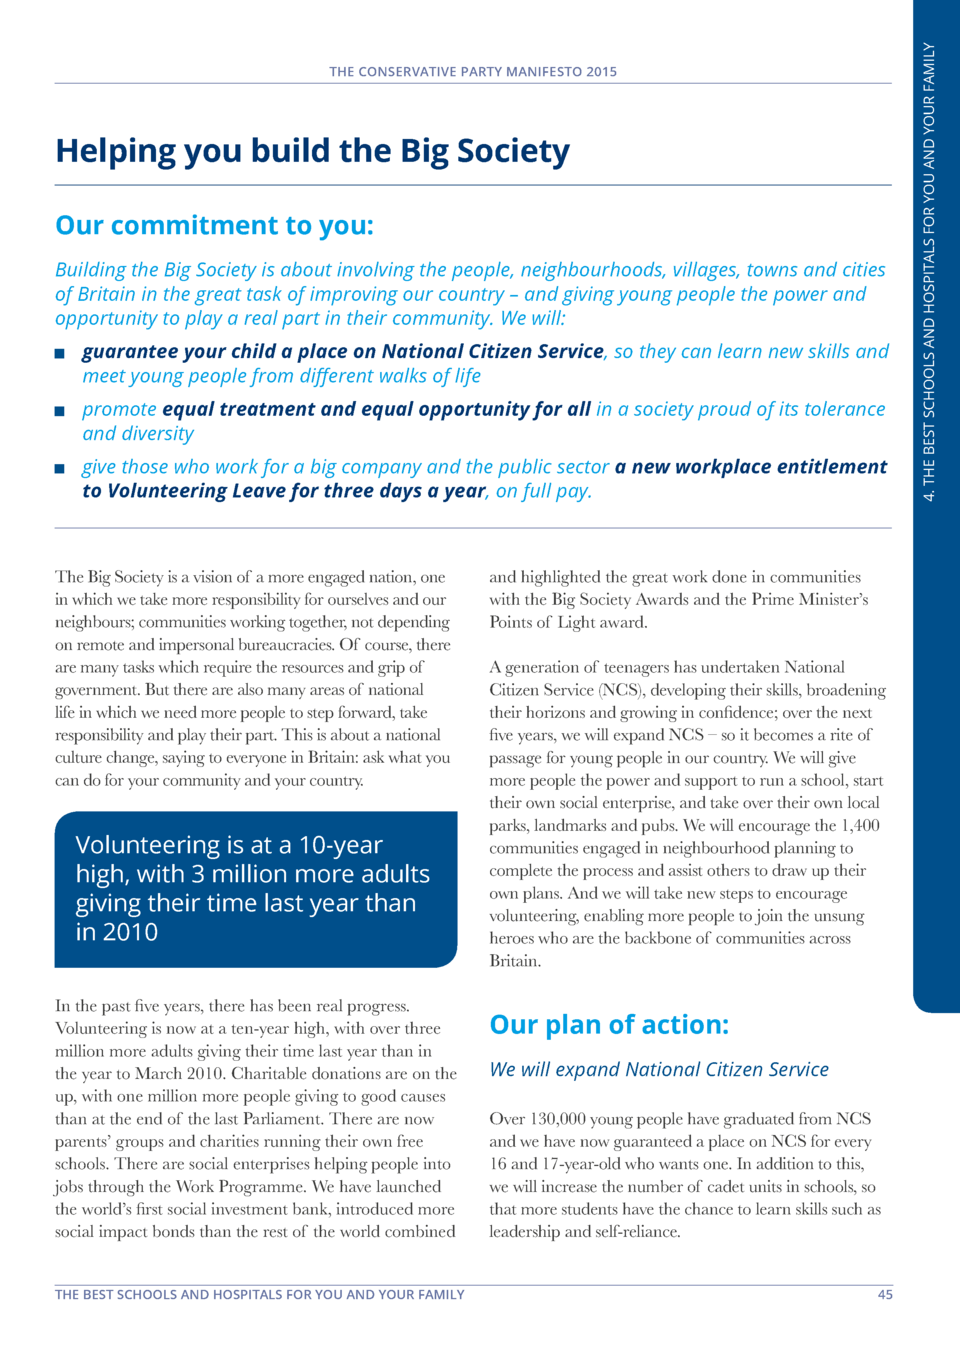 THE CONSERVATIVE PARTY MANIFESTO 2015
Helping you build the Big Society
Our commitment to you:
Building the Big Society is about involving the people, neighbourhoods, villages, towns and cities
of Britain in the great task of improving our country – and giving young people the power and
opportunity to play a real part in their community. We will:
guarantee your child a place on National Citizen Service, so they can learn new skills and
meet young people from different walks of life
promote equal treatment and equal opportunity for all in a society proud of its tolerance
and diversity
give those who work for a big company and the public sector a new workplace entitlement
to Volunteering Leave for three days a year, on full pay.
The Big Society is a vision of a more engaged nation, one
in which we take more responsibility for ourselves and our
neighbours; communities working together, not depending
on remote and impersonal bureaucracies. Of course, there
are many tasks which require the resources and grip of
government. But there are also many areas of national
life in which we need more people to step forward, take
responsibility and play their part. This is about a national
culture change, saying to everyone in Britain: ask what you
can do for your community and your country.
Volunteering is at a 10-year
high, with 3 million more adults
giving their time last year than
in 2010
In the past five years, there has been real progress.
Volunteering is now at a ten-year high, with over three
million more adults giving their time last year than in
the year to March 2010. Charitable donations are on the
up, with one million more people giving to good causes
than at the end of the last Parliament. There are now
parents’ groups and charities running their own free
schools. There are social enterprises helping people into
jobs through the Work Programme. We have launched
the world’s first social investment bank, introduced more
social impact bonds than the rest of the world combined
and highlighted the great work done in communities
with the Big Society Awards and the Prime Minister’s
Points of Light award.
A generation of teenagers has undertaken National
Citizen Service (NCS), developing their skills, broadening
their horizons and growing in confidence; over the next
five years, we will expand NCS – so it becomes a rite of
passage for young people in our country. We will give
more people the power and support to run a school, start
their own social enterprise, and take over their own local
parks, landmarks and pubs. We will encourage the 1,400
communities engaged in neighbourhood planning to
complete the process and assist others to draw up their
own plans. And we will take new steps to encourage
volunteering, enabling more people to join the unsung
heroes who are the backbone of communities across
Britain.
Our plan of action:
We will expand National Citizen Service
Over 130,000 young people have graduated from NCS
and we have now guaranteed a place on NCS for every
16 and 17-year-old who wants one. In addition to this,
we will increase the number of cadet units in schools, so
that more students have the chance to learn skills such as
leadership and self-reliance.
4. THE BEST SCHOOLS AND HOSPITALS FOR YOU AND YOUR FAMILY
THE BEST SCHOOLS AND HOSPITALS FOR YOU AND YOUR FAMILY
45